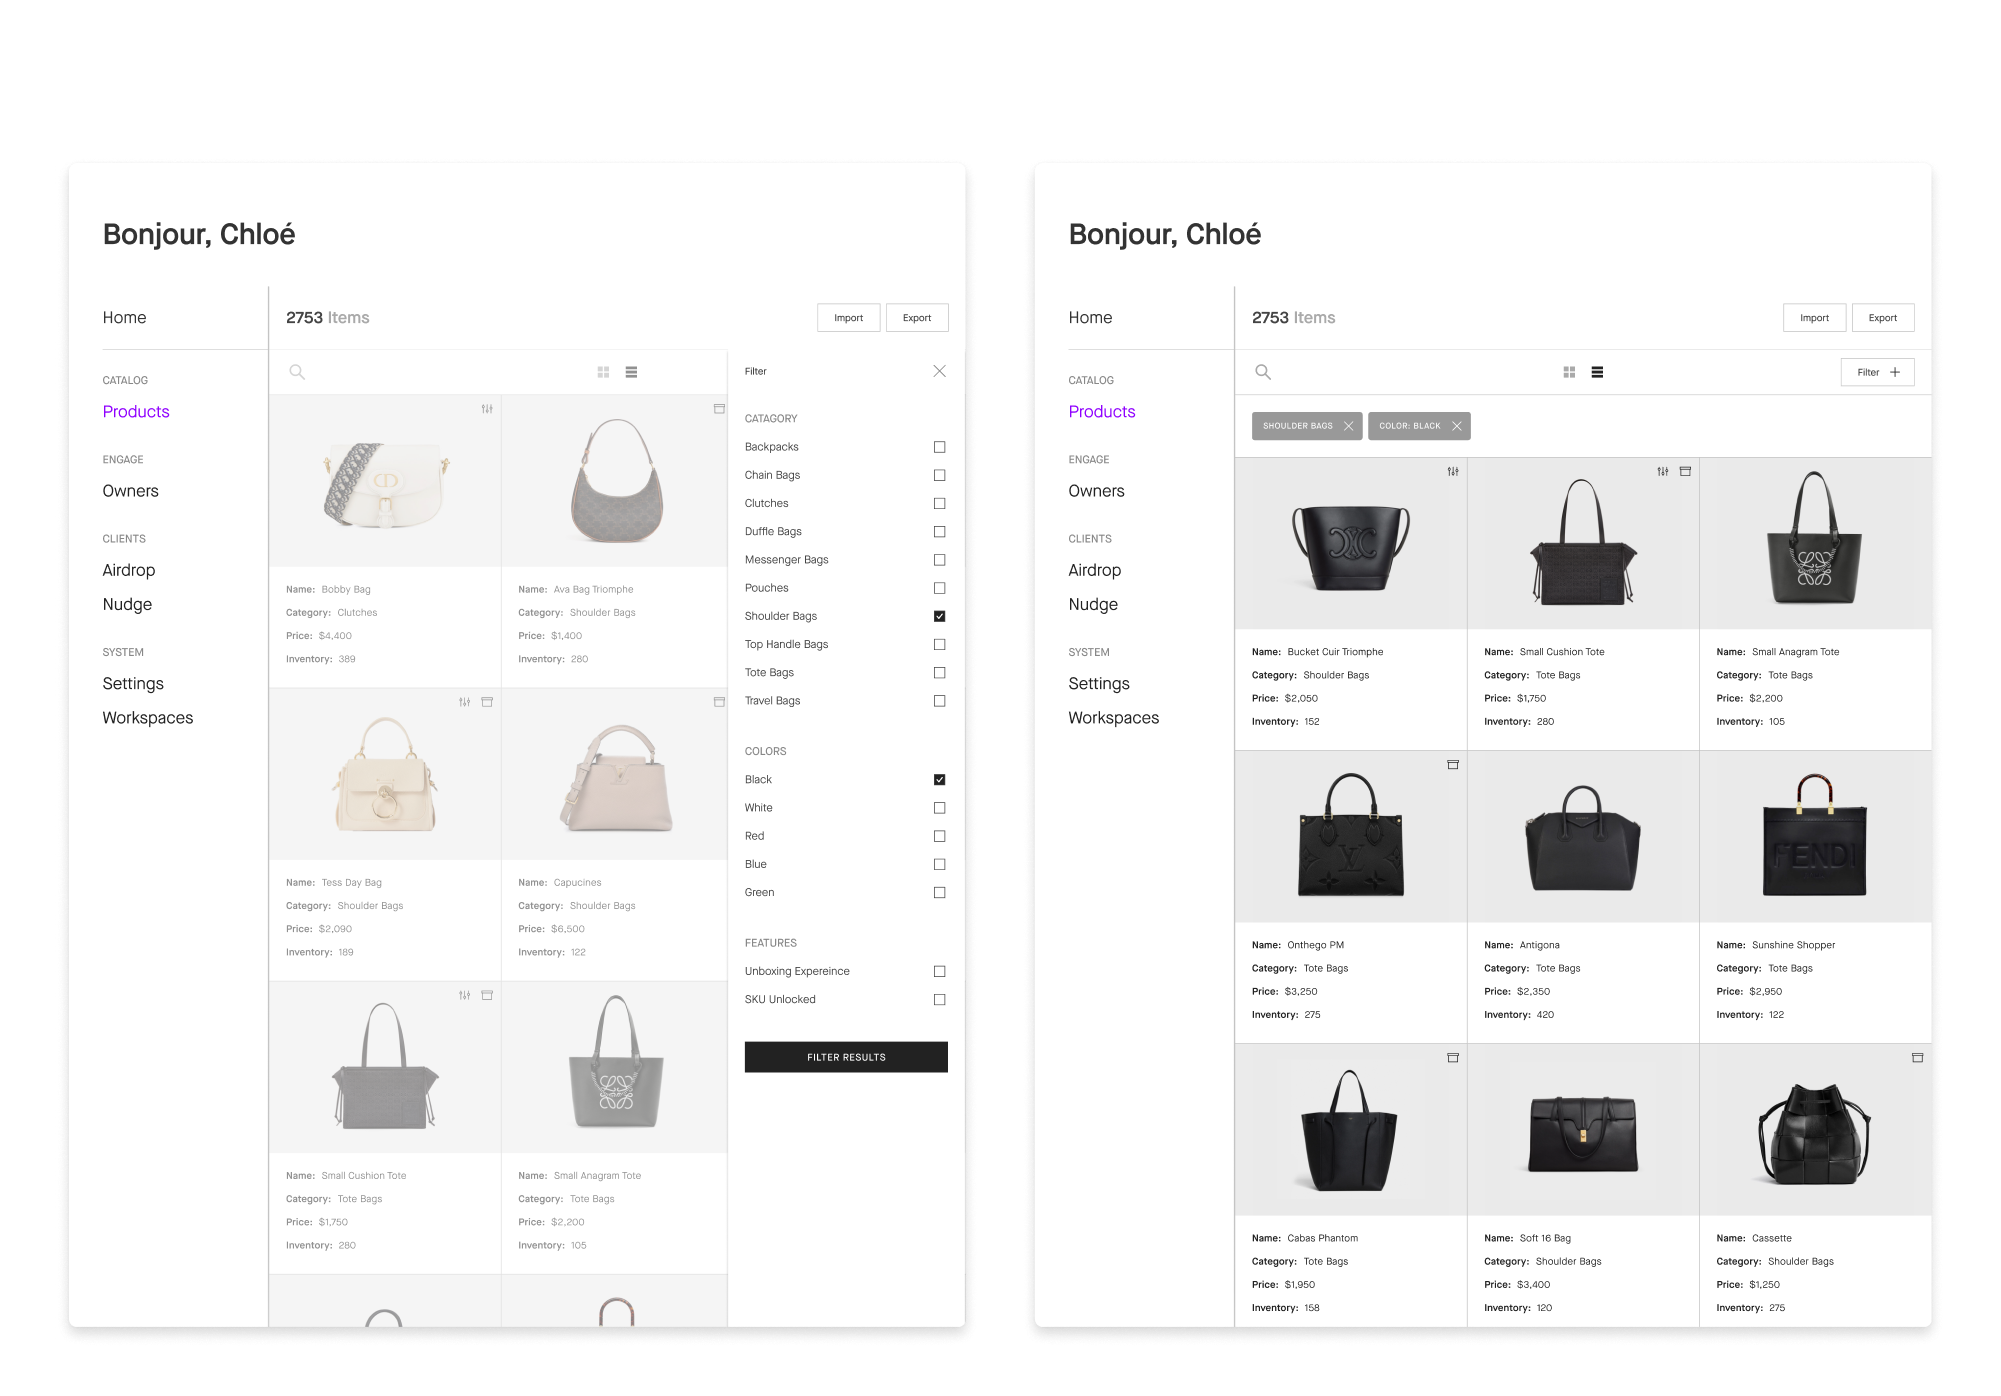 Bonjour, Chloé
Home
2753 Items
Import
Export
CATALOG
Products
ENGAGE
Owners
CLIENTS
Airdrop
Nudge
SYSTEM
Settings
Workspaces
Name: Bobby Bag
Category: Clutches
Price: $4,400
Inventory: 389
Name: Ava Bag Triomphe
Category: Shoulder Bags
Price: $1,400
Inventory: 280
Name: Tess Day Bag
Category: Shoulder Bags
Price: $2,090
Inventory: 189
Name: Capucines
Category: Shoulder Bags
Price: $6,500
Inventory: 122
Name: Small Cushion Tote
Category: Tote Bags
Price: $1,750
Inventory: 280
Name: Small Anagram Tote
Category: Tote Bags
Price: $2,200
Inventory: 105
Filter
CATAGORY
Backpacks
Chain Bags
Clutches
Duffle Bags
Messenger Bags
Pouches
Shoulder Bags
Top Handle Bags
Tote Bags
Travel Bags
COLORS
Black
White
Red
Blue
Green
FEATURES
Unboxing Expereince
SKU Unlocked
FILTER RESULTS
Bonjour, Chloé
Home
2753 Items
Import
Export
CATALOG
Products
ENGAGE
Owners
CLIENTS
Airdrop
Nudge
SYSTEM
Settings
Workspaces
Filter
SHOULDER BAGS
COLOR: BLACK
Name: Bucket Cuir Triomphe
Category: Shoulder Bags
Price: $2,050
Inventory: 152
Name: Small Cushion Tote
Category: Tote Bags
Price: $1,750
Inventory: 280
Name: Small Anagram Tote
Category: Tote Bags
Price: $2,200
Inventory: 105
LV
FENDI
Name: Onthego PM
Category: Tote Bags
Price: $3,250
Inventory: 275
Name: Antigona
Category: Tote Bags
Price: $2,350
Inventory: 420
Name: Sunshine Shopper
Category: Tote Bags
Price: $2,950
Inventory: 122
Name: Cabas Phantom
Category: Tote Bags
Price: $1,950
Inventory: 158
Name: Soft 16 Bag
Category: Shoulder Bags
Price: $3,400
Inventory: 120
Name: Cassette
Category: Shoulder Bags
Price: $1,250
Inventory: 275